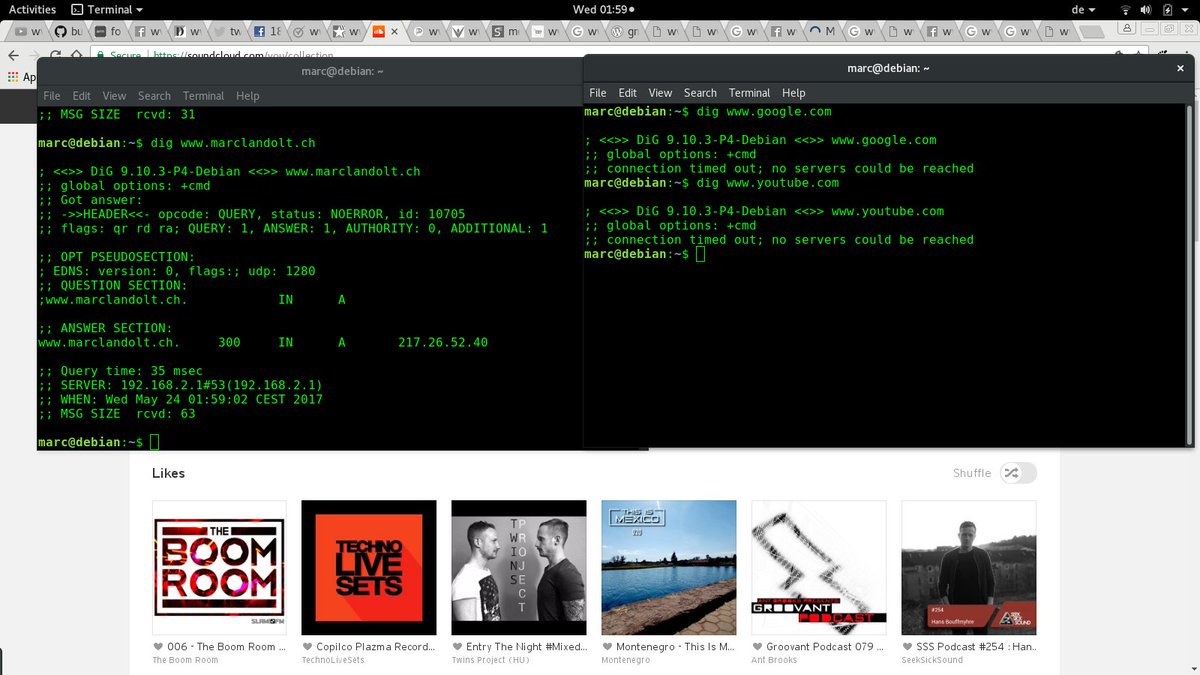 Activities
Terminal
Wed 01:59
de
Secure
https://soundcloud.com/you/collection
marc@debian: ~
File Edit View Search Terminal Help
;; MSG SIZE  rcvd: 31
marc@debian:~$ dig www.marclandolt.ch
; <<>> DiG 9.10.3-P4-Debian <<>> www.marclandolt.ch
;; global options: +cmd
;; Got answer:
;; ->>HEADER<<- opcode: QUERY, status: NOERROR, id: 10705
;; flags: qr rd ra; QUERY: 1, ANSWER: 1, AUTHORITY: 0, ADDITIONAL: 1
;; OPT PSEUDOSECTION:
; EDNS: version: 0, flags:; udp: 1280
;; QUESTION SECTION:
;www.marclandolt.ch. IN A
;; ANSWER SECTION:
www.marclandolt.ch. 300 IN A 217.26.52.40
;; Query time: 35 msec
;; SERVER: 192.168.2.1#53(192.168.2.1)
;; WHEN: Wed May 24 01:59:02 CEST 2017
;; MSG SIZE  rcvd: 63
marc@debian:~$
marc@debian: ~
File Edit View Search Terminal Help
marc@debian:~$ dig www.google.com
; <<>> DiG 9.10.3-P4-Debian <<>> www.google.com
;; global options: +cmd
;; connection timed out; no servers could be reached
marc@debian:~$ dig www.youtube.com
; <<>> DiG 9.10.3-P4-Debian <<>> www.youtube.com
;; global options: +cmd
;; connection timed out; no servers could be reached
marc@debian:~$
Likes
Shuffle
THE
BOOM
ROOM
SLAM!FM
TECHNO
LIVE
SETS
TWINS
PROJECT
THIS IS
MEXICO
020
ANT BROOKS PRESENTS
GROOVANT
PODCAST
#254
Hans Bouffmyhre
SEEK
SICK
SOUND
006 - The Boom Room ...
The Boom Room
Copilco Plazma Record...
TechnoLiveSets
Entry The Night #Mixed...
Twins Project (HU)
Montenegro - This Is M...
Montenegro
Groovant Podcast 079 ...
Ant Brooks
SSS Podcast #254 : Han...
SeekSickSound